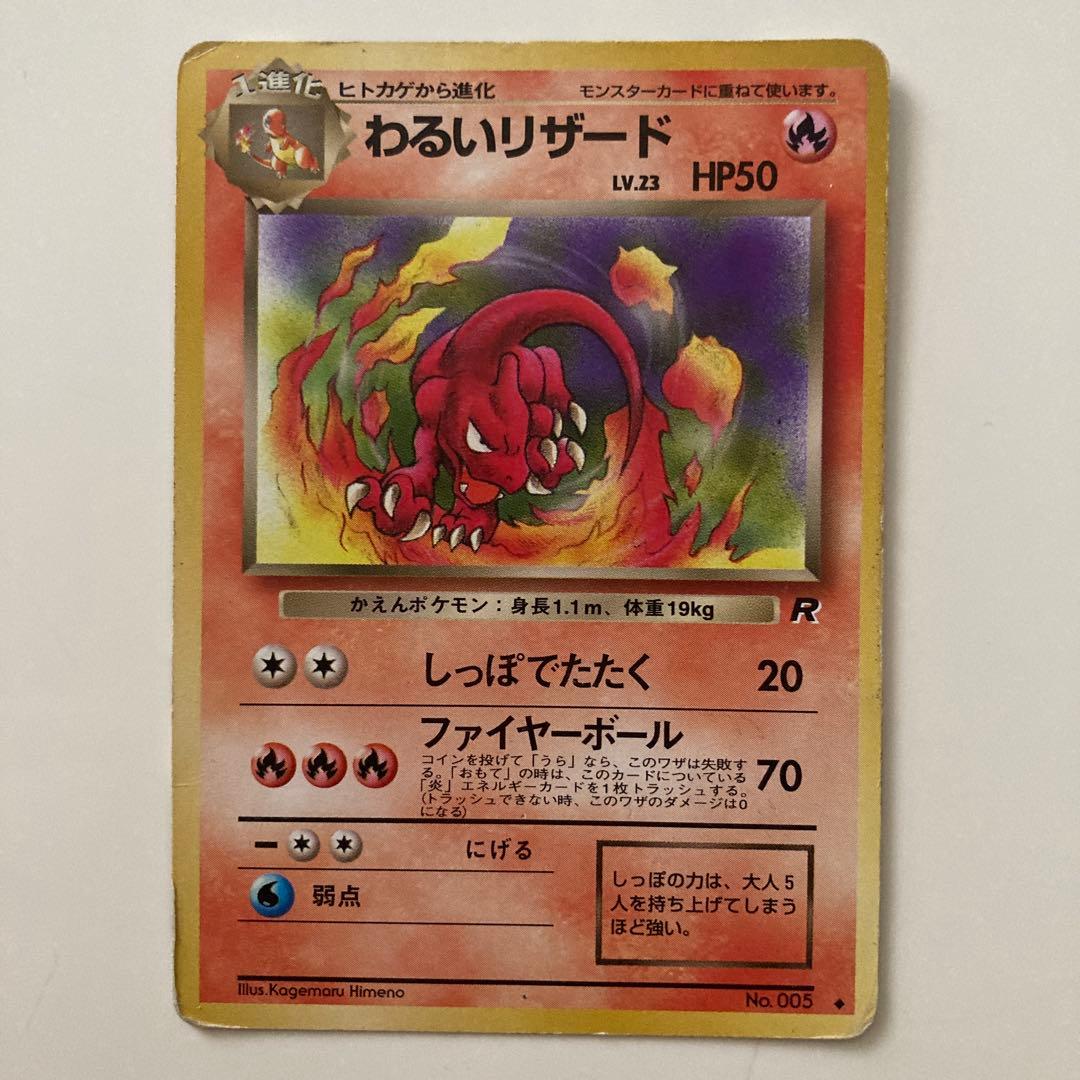 1進化
ヒトカゲから進化
モンスターカードに重ねて使います。
わるいリザード
LV.23 HP50
かえんポケモン：身長1.1m、体重19kg
R
しっぽでたたく 20
ファイヤーボール
コインを投げて「うら」なら、このワザは失敗す
る。「おもて」の時は、このカードについている
「炎」エネルギーカードを1枚トラッシュする。
(トラッシュできない時、このワザのダメージは0
になる)
70
にげる
弱点
しっぽの力は、大人5
人を持ち上げてしまう
ほど強い。
Illus.Kagemaru Himeno
No. 005